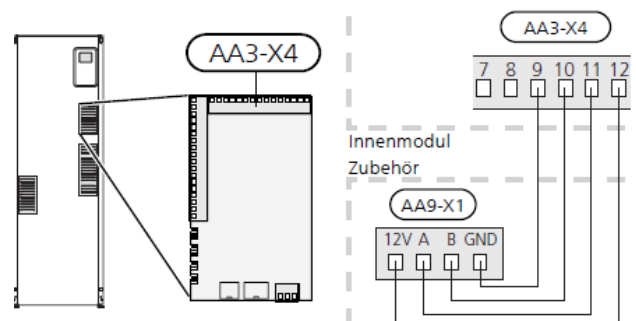 AA3-X4
AA3-X4
7 8 9 10 11 12
Innenmodul
Zubehör
AA9-X1
12V A B GND